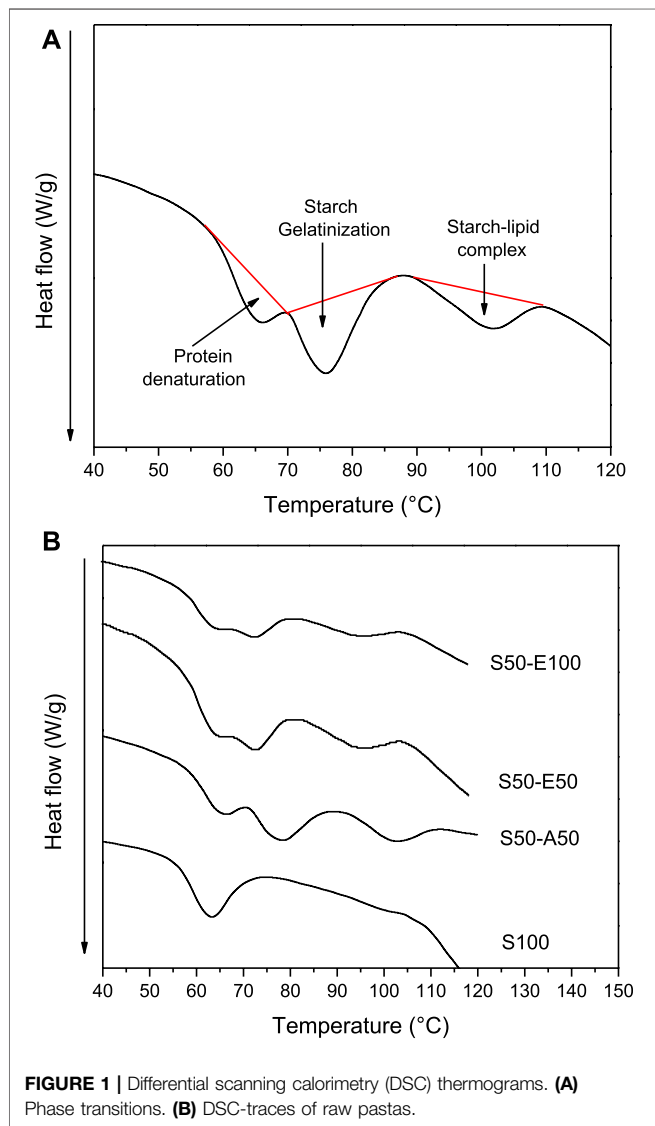 A
Heat flow (W/g)
Starch
Gelatinization
Starch-lipid
complex
Protein
denaturation
40 50 60 70 80 90 100 110 120
Temperature (°C)
B
Heat flow (W/g)
S50-E100
S50-E50
S50-A50
S100
40 50 60 70 80 90 100 110 120 130 140 150
Temperature (°C)
FIGURE 1 | Differential scanning calorimetry (DSC) thermograms. (A)
Phase transitions. (B) DSC-traces of raw pastas.